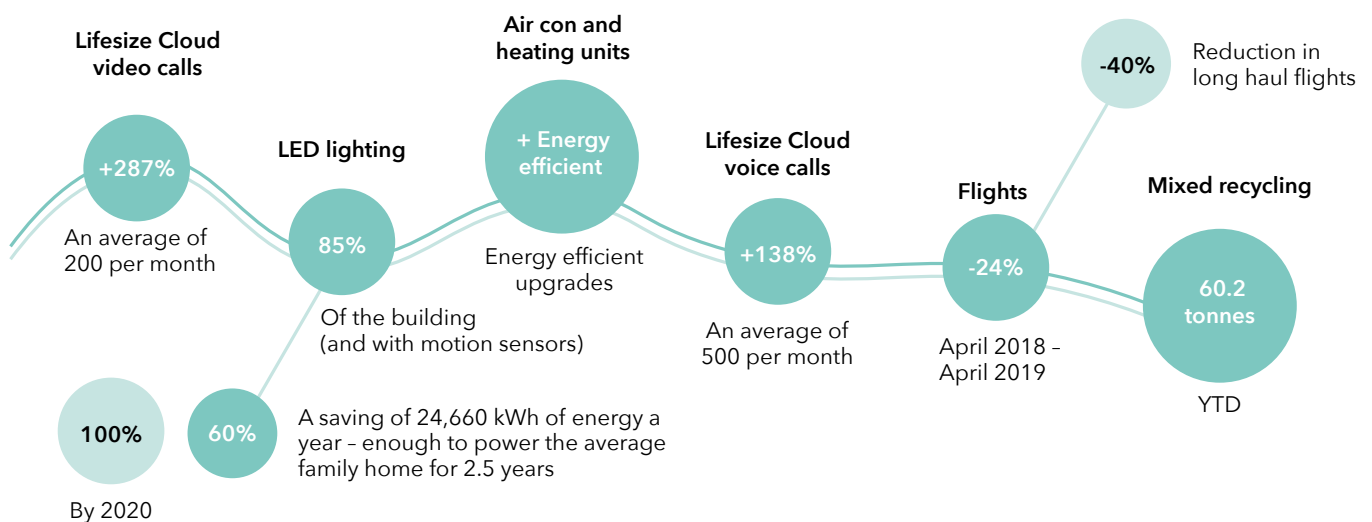 Lifesize Cloud
video calls
+287%
An average of
200 per month
LED lighting
85%
Of the building
(and with motion sensors)
100%
By 2020
60%
A saving of 24,660 kWh of energy a
year – enough to power the average
family home for 2.5 years
Air con and
heating units
+ Energy
efficient
Energy efficient
upgrades
Lifesize Cloud
voice calls
+138%
An average of
500 per month
Flights
-24%
April 2018 –
April 2019
-40%
Reduction in
long haul flights
Mixed recycling
60.2
tonnes
YTD